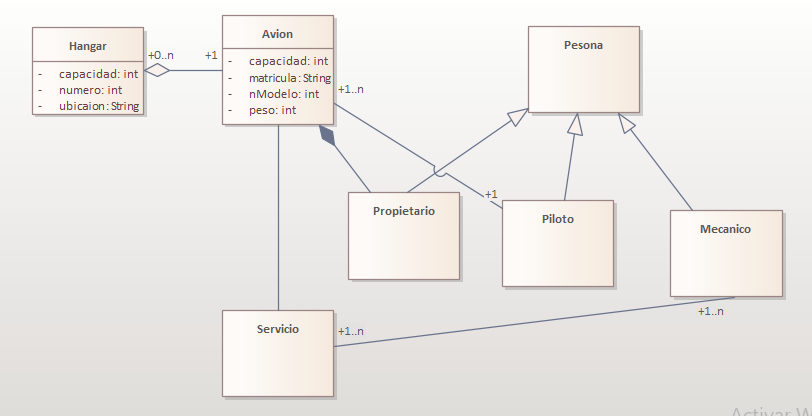 Hangar
- capacidad: int
- numero: int
- ubicaion: String
+0..n
+1
Avion
- capacidad: int
- matricula: String
- nModelo: int
- peso: int
+1..n
Pesona
Propietario
+1
Piloto
Mecanico
+1..n
Servicio
+1..n
Activar W